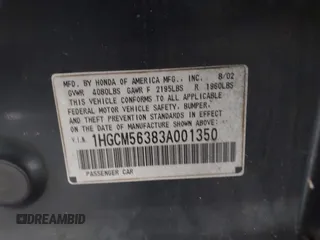 MFD. BY HONDA OF AMERICA MFG., INC. 8/02
GVWR 4080LBS GAWR F 2195LBS R 1960LBS
THIS VEHICLE CONFORMS TO ALL APPLICABLE
FEDERAL MOTOR VEHICLE SAFETY, BUMPER,
AND THEFT PREVENTION STANDARDS IN EFFECT ON
THE DATE OF MANUFACTURE SHOWN ABOVE.
V.I.N. 1HGCM56383A001350
PASSENGER CAR
DREAMBID